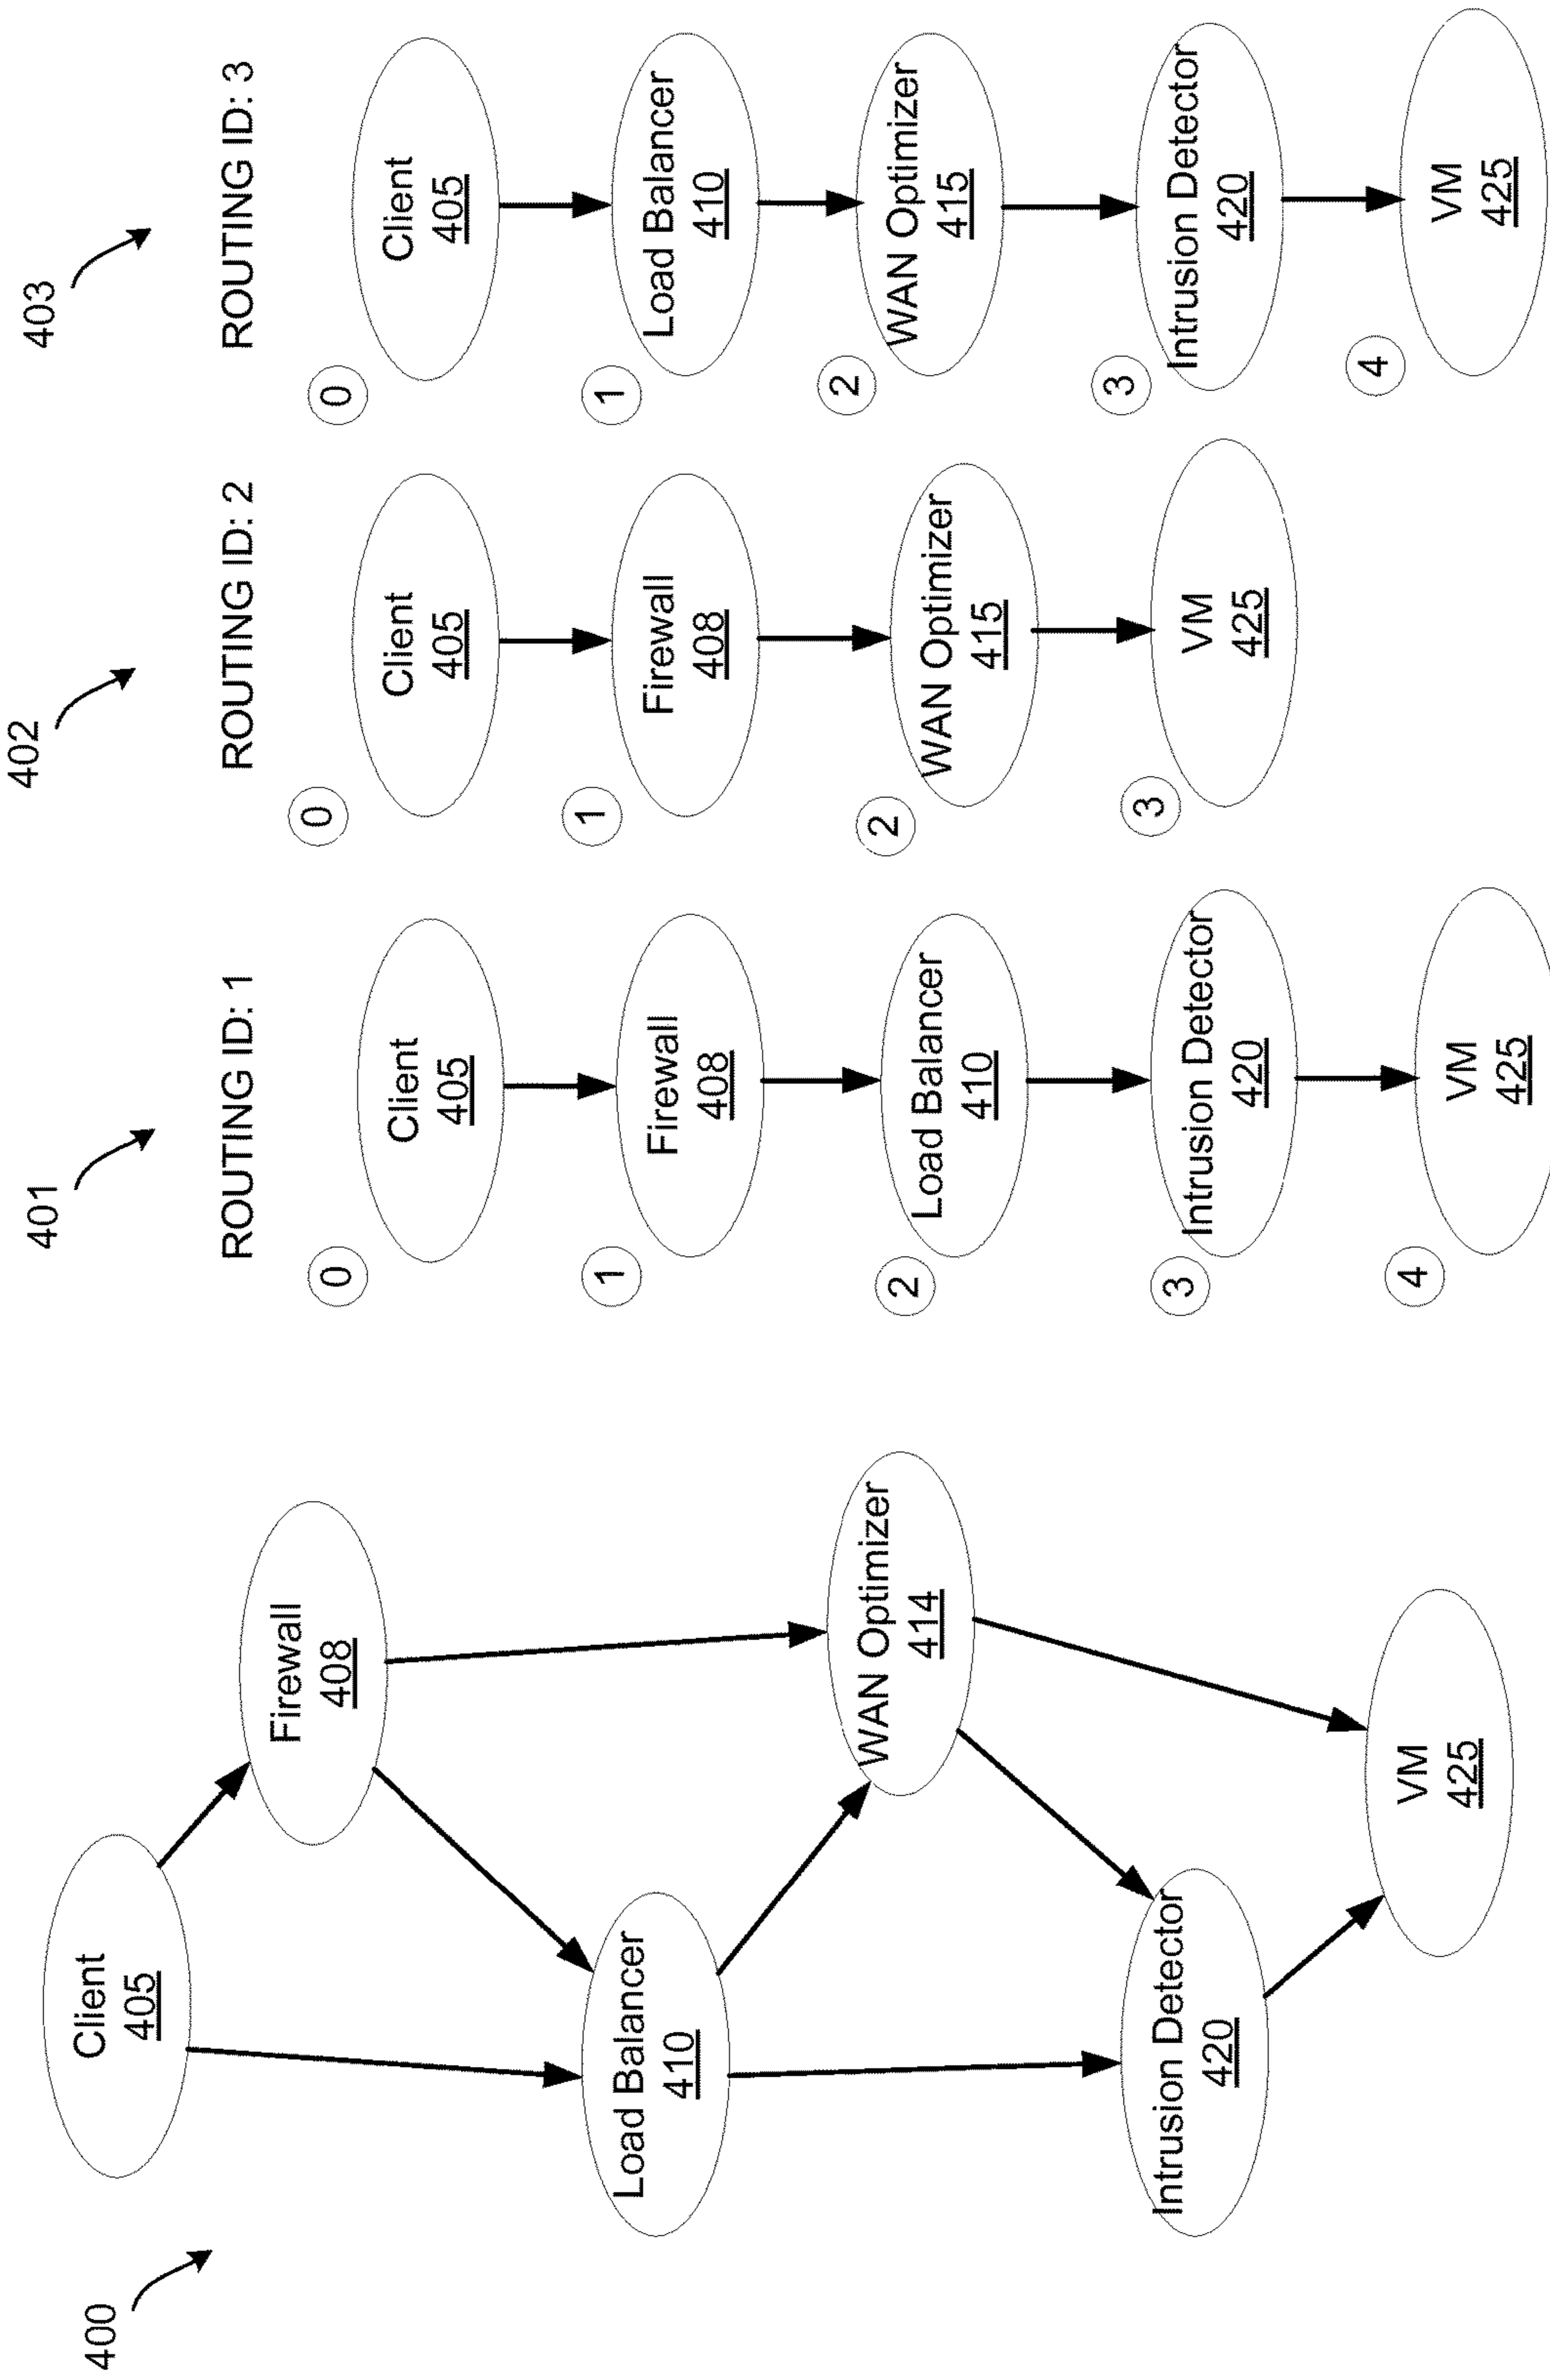 400
Client
405
Firewall
408
Load Balancer
410
WAN Optimizer
414
Intrusion Detector
420
VM
425
401
ROUTING ID: 1
0
Client
405
1
Firewall
408
2
Load Balancer
410
3
Intrusion Detector
420
4
VM
425
402
ROUTING ID: 2
0
Client
405
1
Firewall
408
2
WAN Optimizer
415
3
VM
425
403
ROUTING ID: 3
0
Client
405
1
Load Balancer
410
2
WAN Optimizer
415
3
Intrusion Detector
420
4
VM
425